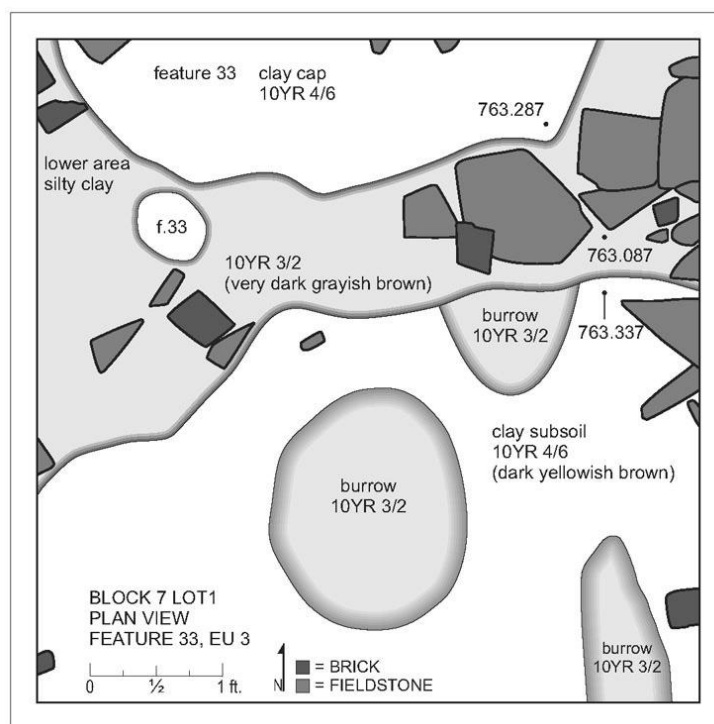 feature 33
clay cap
10YR 4/6
763.287
lower area
silty clay
f.33
10YR 3/2
(very dark grayish brown)
763.087
burrow
10YR 3/2
763.337
clay subsoil
10YR 4/6
(dark yellowish brown)
burrow
10YR 3/2
BLOCK 7 LOT1
PLAN VIEW
FEATURE 33, EU 3
burrow
10YR 3/2
0 ½ 1 ft.
N
= BRICK
= FIELDSTONE